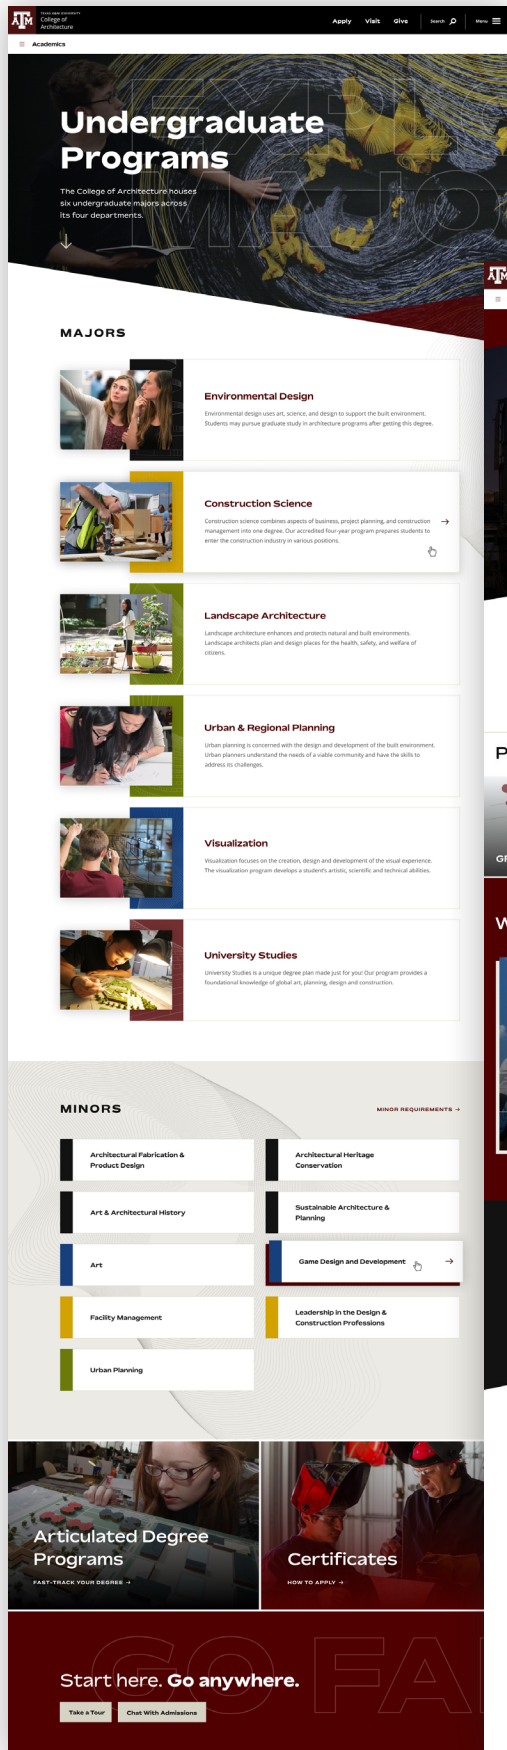 TEXAS A&M UNIVERSITY
College of
Architecture
Apply Visit Give Search Menu
Academics
EXPLO
MAJO
Undergraduate
Programs
The College of Architecture houses
six undergraduate majors across
its four departments.
MAJORS
Environmental Design
Environmental design uses art, science, and design to support the built environment.
Students may pursue graduate study in architecture programs after getting this degree.
Construction Science
Construction science combines aspects of business, project planning, and construction
management into one degree. Our accredited four-year program prepares students to
enter the construction industry in various positions.
Landscape Architecture
Landscape architecture enhances and protects natural and built environments.
Landscape architects plan and design places for the health, safety, and welfare of
citizens.
Urban & Regional Planning
Urban planning is concerned with the design and development of the built environment.
Urban planners understand the needs of a viable community and have the skills to
address its challenges.
Visualization
Visualization focuses on the creation, design and development of the visual experience.
The visualization program develops a student's artistic, scientific and technical abilities.
University Studies
University Studies is a unique degree plan made just for you! Our program provides a
foundational knowledge of global art, planning, design and construction.
MINORS
MINOR REQUIREMENTS →
Architectural Fabrication &
Product Design
Architectural Heritage
Conservation
Art & Architectural History
Sustainable Architecture &
Planning
Art
Game Design and Development →
Facility Management
Leadership in the Design &
Construction Professions
Urban Planning
Articulated Degree
Programs
FAST-TRACK YOUR DEGREE →
Certificates
HOW TO APPLY →
GO FA
Start here. Go anywhere.
Take a Tour
Chat With Admissions
ATM
P
GR
W